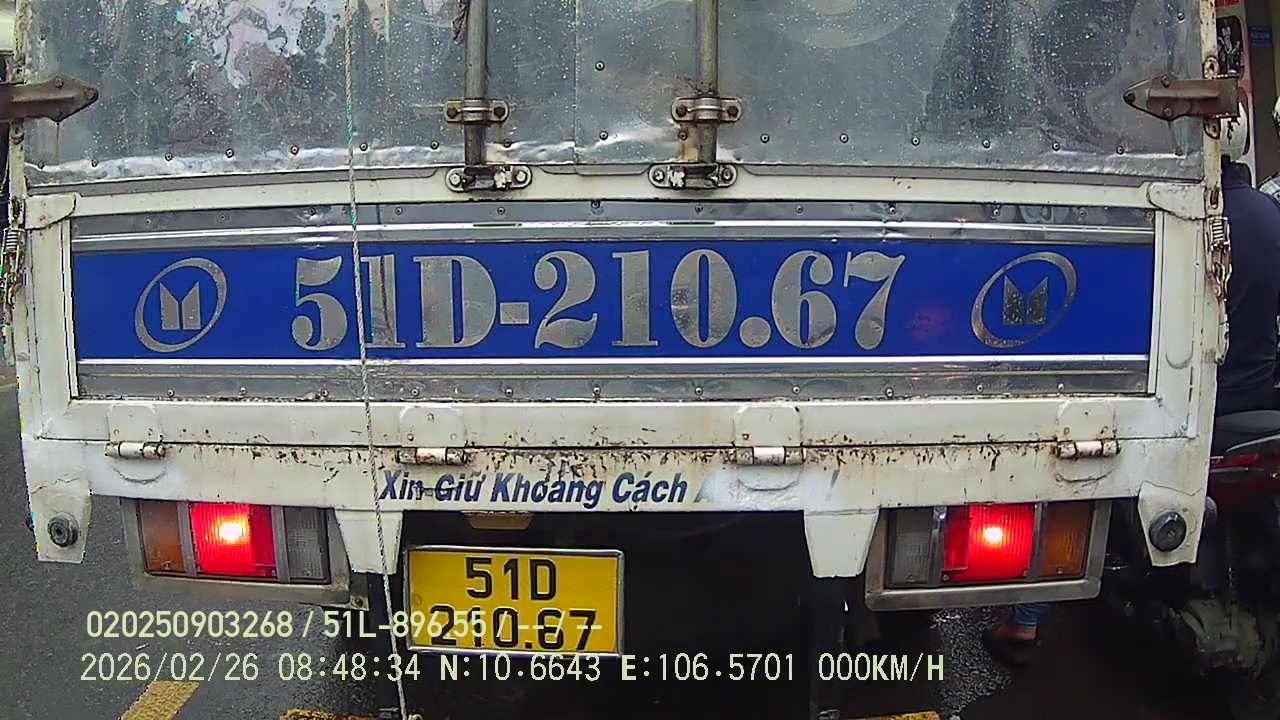 51D-210.67
Xin Giữ Khoảng Cách A !
51D
210.67
020250903268 / 51L-896.55 / -- / --
2026/02/26 08:48:34 N:10.6643 E:106.5701 000KM/H